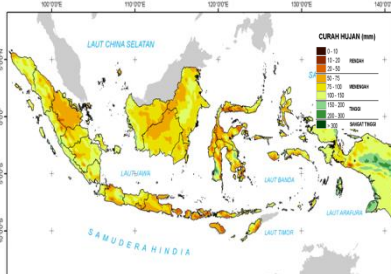 100°0'0"E 110°0'0"E 120°0'0"E 130°0'0"E 140°0'
LAUT CHINA SELATAN
CURAH HUJAN (mm)
0 - 10
10 - 20
20 - 50
RENDAH
50 - 75
75 - 100
100 - 150
MENENGAH
150 - 200
200 - 300
TINGGI
> 300
SANGAT TINGGI
LAUT JAWA
LAUT BANDA
LAUT ARAFURA
LAUT TIMOR
SAMUDERA HINDIA